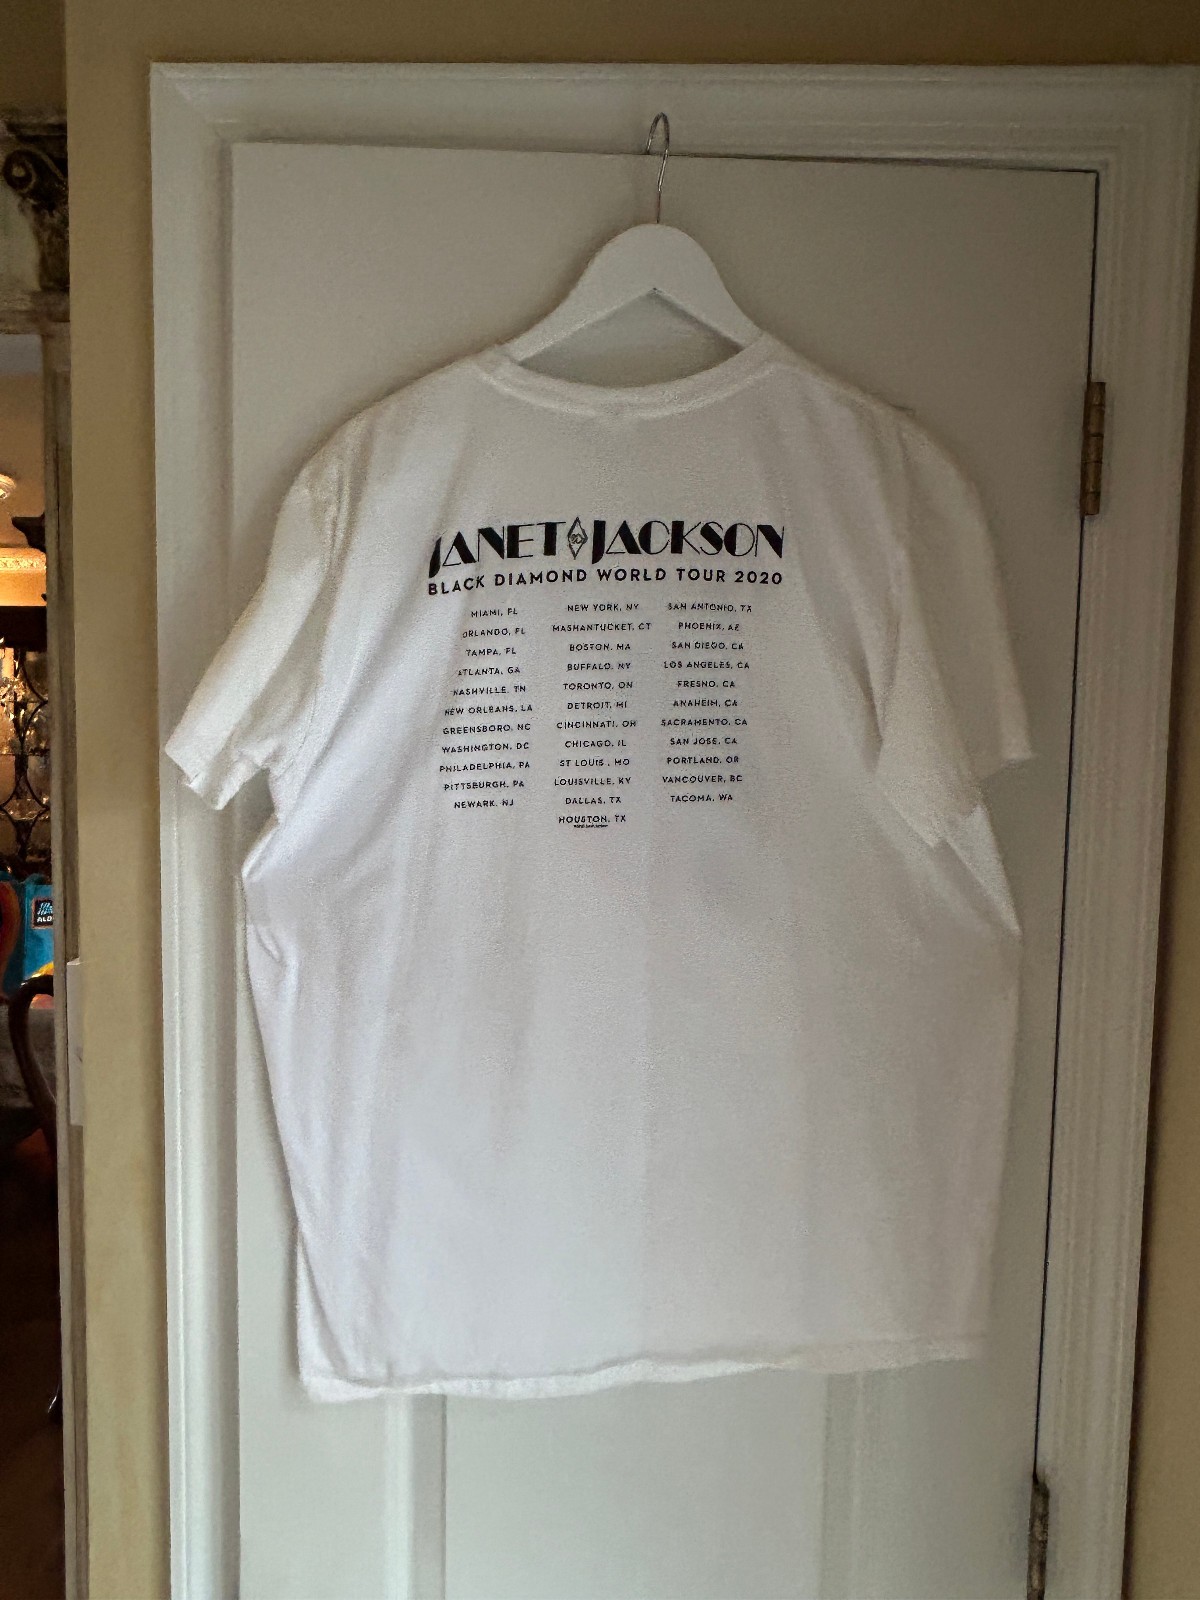 JANET JACKSON
BLACK DIAMOND WORLD TOUR 2020
MIAMI, FL
ORLANDO, FL
TAMPA, FL
ATLANTA, GA
NASHVILLE, TN
NEW ORLEANS, LA
GREENSBORO, NC
WASHINGTON, DC
PHILADELPHIA, PA
PITTSBURGH, PA
NEWARK, NJ
NEW YORK, NY
MASHANTUCKET, CT
BOSTON, MA
BUFFALO, NY
TORONTO, ON
DETROIT, MI
CINCINNATI, OH
CHICAGO, IL
ST LOUIS, MO
LOUISVILLE, KY
DALLAS, TX
HOUSTON, TX
SAN ANTONIO, TX
PHOENIX, AZ
SAN DIEGO, CA
LOS ANGELES, CA
FRESNO, CA
ANAHEIM, CA
SACRAMENTO, CA
SAN JOSE, CA
PORTLAND, OR
VANCOUVER, BC
TACOMA, WA